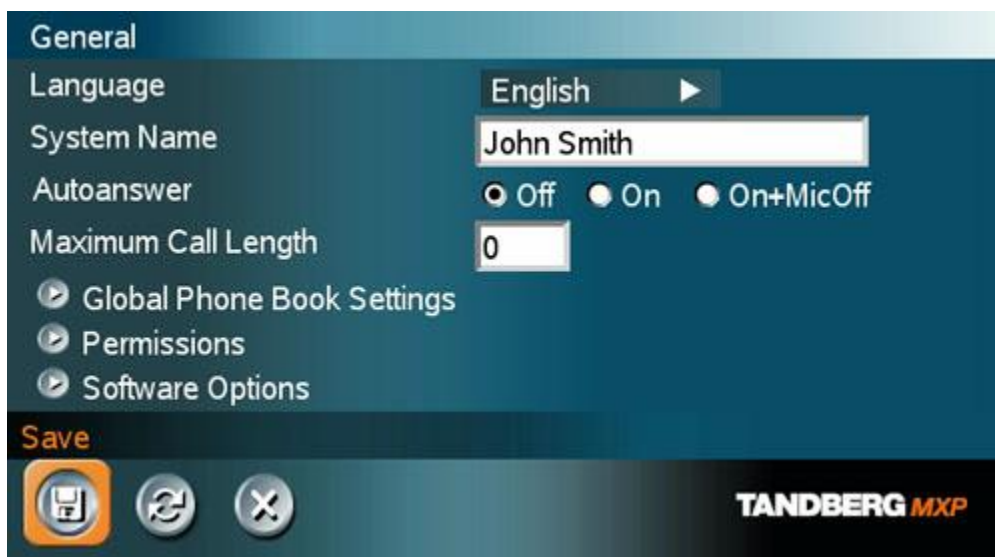 General
Language English
System Name John Smith
Autoanswer Off On On+MicOff
Maximum Call Length 0
Global Phone Book Settings
Permissions
Software Options
Save
TANDBERG MXP